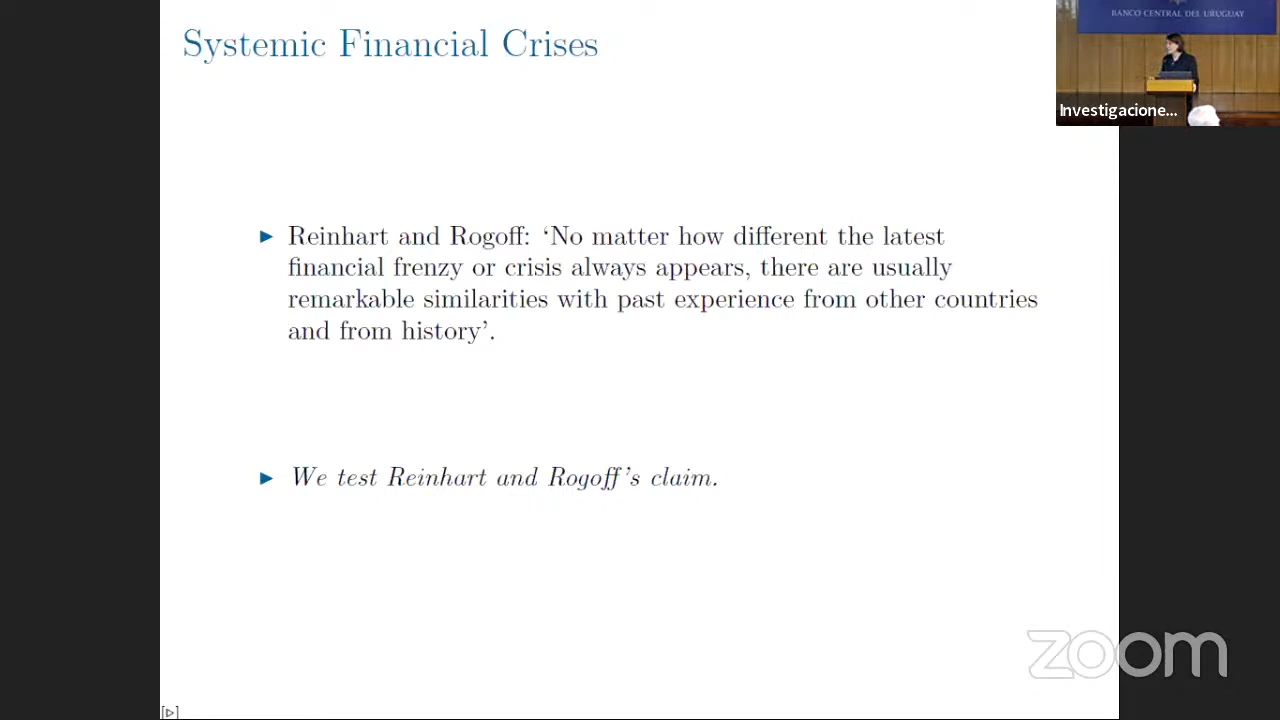 Systemic Financial Crises
BANCO CENTRAL DEL URUGUAY
Investigacione...
► Reinhart and Rogoff: ‘No matter how different the latest
financial frenzy or crisis always appears, there are usually
remarkable similarities with past experience from other countries
and from history’.
► We test Reinhart and Rogoff’s claim.
zoom